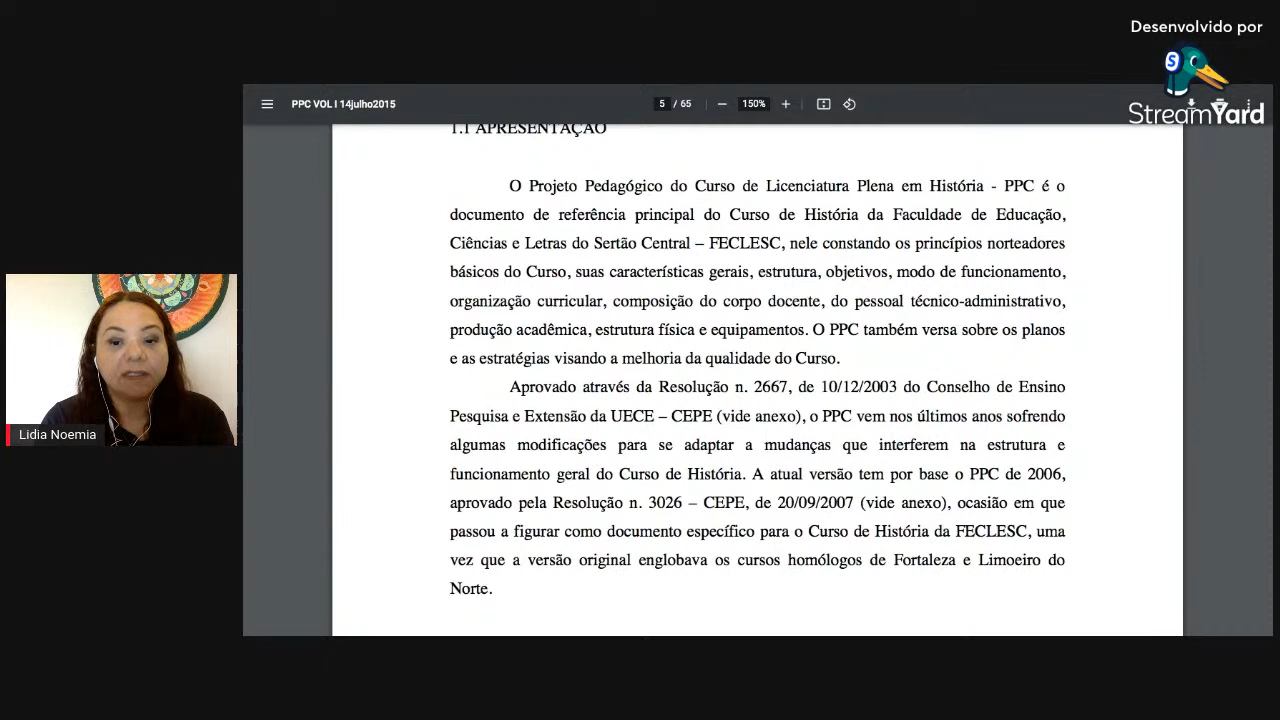 Desenvolvido por
S
StreamYard
PPC VOL I 14julho2015
5 / 65
150%
1.1 APRESENTAÇÃO
O Projeto Pedagógico do Curso de Licenciatura Plena em História - PPC é o
documento de referência principal do Curso de História da Faculdade de Educação,
Ciências e Letras do Sertão Central – FECLESC, nele constando os princípios norteadores
básicos do Curso, suas características gerais, estrutura, objetivos, modo de funcionamento,
organização curricular, composição do corpo docente, do pessoal técnico-administrativo,
produção acadêmica, estrutura física e equipamentos. O PPC também versa sobre os planos
e as estratégias visando a melhoria da qualidade do Curso.
Aprovado através da Resolução n. 2667, de 10/12/2003 do Conselho de Ensino
Pesquisa e Extensão da UECE – CEPE (vide anexo), o PPC vem nos últimos anos sofrendo
algumas modificações para se adaptar a mudanças que interferem na estrutura e
funcionamento geral do Curso de História. A atual versão tem por base o PPC de 2006,
aprovado pela Resolução n. 3026 – CEPE, de 20/09/2007 (vide anexo), ocasião em que
passou a figurar como documento específico para o Curso de História da FECLESC, uma
vez que a versão original englobava os cursos homólogos de Fortaleza e Limoeiro do
Norte.
Lidia Noemia